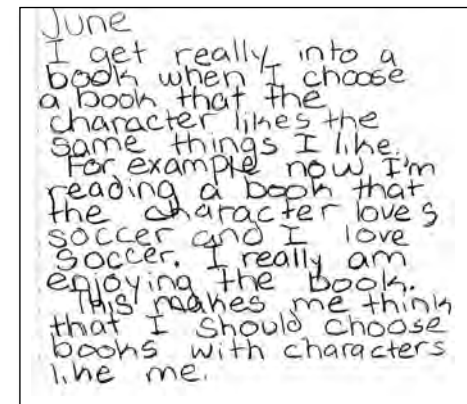 June
I get really into a
book when I choose
a book that the
character likes the
same things I like.
For example now I'm
reading a book that
the character loves
soccer and I love
soccer. I really am
enjoying the book.
This makes me think
that I should choose
books with characters
like me.